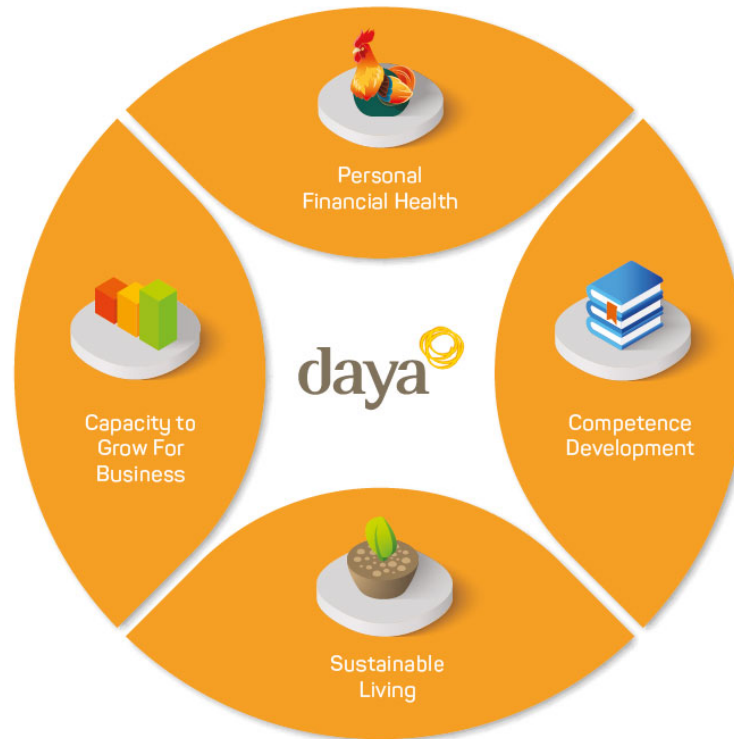 Personal
Financial Health
Capacity to
Grow For
Business
daya
Competence
Development
Sustainable
Living